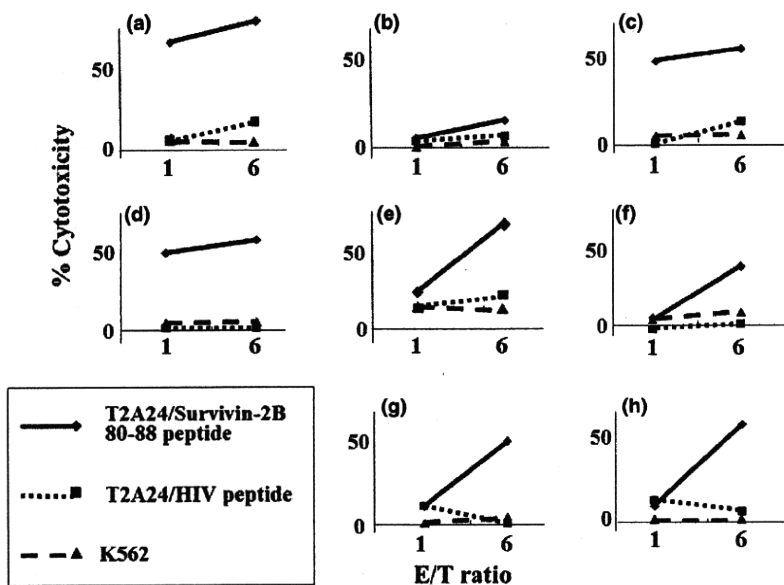 (a)
50
0
1 6
(b)
50
0
1 6
(c)
50
0
1 6
% Cytotoxicity
(d)
50
0
1 6
(e)
50
0
1 6
(f)
50
0
1 6
T2A24/Survivin-2B
80-88 peptide
T2A24/HIV peptide
K562
(g)
50
0
1 6
(h)
50
0
1 6
E/T ratio